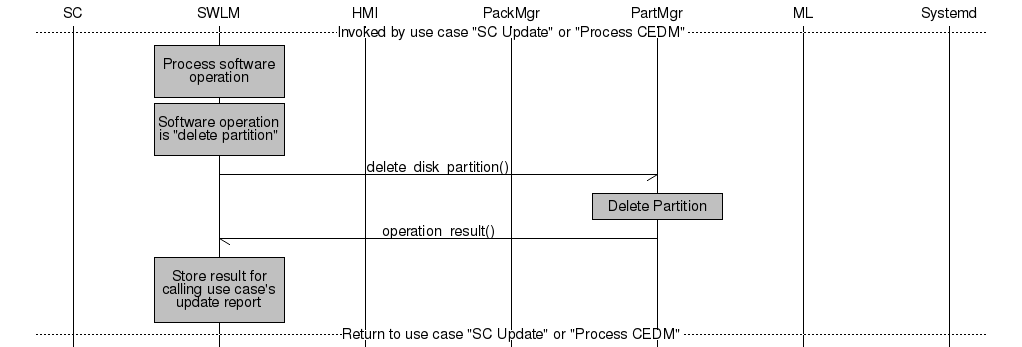 SC SWLM HMI PackMgr PartMgr ML Systemd
Invoked by use case "SC Update" or "Process CEDM"
Process software
operation
Software operation
is "delete partition"
delete_disk_partition()
Delete Partition
operation_result()
Store result for
calling use case's
update report
Return to use case "SC Update" or "Process CEDM"